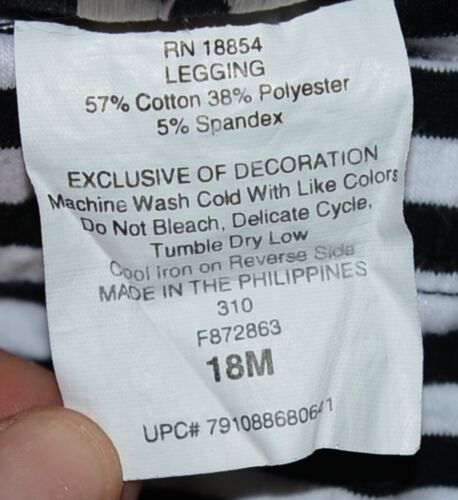 RN 18854
LEGGING
57% Cotton 38% Polyester
5% Spandex
EXCLUSIVE OF DECORATION
Machine Wash Cold With Like Colors
Do Not Bleach, Delicate Cycle,
Tumble Dry Low
Cool Iron on Reverse Side
MADE IN THE PHILIPPINES
310
F872863
18M
UPC# 791088680641